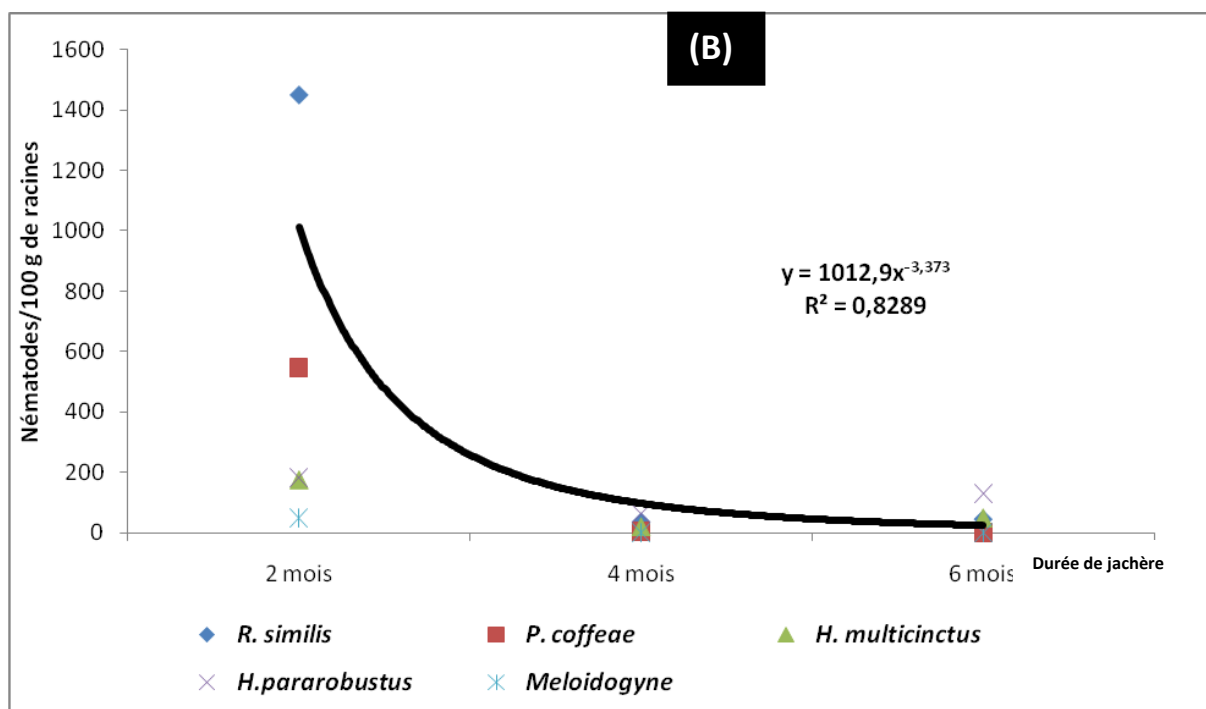 (B)
1600
1400
1200
1000
800
600
400
200
0
Nématodes/100 g de racines
y = 1012,9x^-3,373
R² = 0,8289
2 mois 4 mois 6 mois Durée de jachère
R. similis P. coffeae H. multicinctus
H.pararobustus Meloidogyne